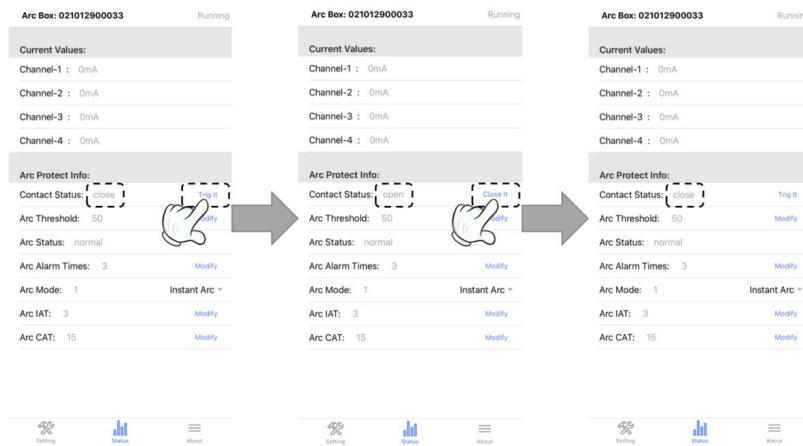 Arc Box: 021012900033 Running
Current Values:
Channel-1 : 0mA
Channel-2 : 0mA
Channel-3 : 0mA
Channel-4 : 0mA
Arc Protect Info:
Contact Status: close Trig It
Arc Threshold: 50 Modify
Arc Status: normal
Arc Alarm Times: 3 Modify
Arc Mode: 1 Instant Arc
Arc IAT: 3 Modify
Arc CAT: 15 Modify
Setting Status About
Arc Box: 021012900033 Running
Current Values:
Channel-1 : 0mA
Channel-2 : 0mA
Channel-3 : 0mA
Channel-4 : 0mA
Arc Protect Info:
Contact Status: open Close It
Arc Threshold: 50 Modify
Arc Status: normal
Arc Alarm Times: 3 Modify
Arc Mode: 1 Instant Arc
Arc IAT: 3 Modify
Arc CAT: 15 Modify
Setting Status About
Arc Box: 021012900033 Runnin
Current Values:
Channel-1 : 0mA
Channel-2 : 0mA
Channel-3 : 0mA
Channel-4 : 0mA
Arc Protect Info:
Contact Status: close Trig It
Arc Threshold: 50 Modify
Arc Status: normal
Arc Alarm Times: 3 Modify
Arc Mode: 1 Instant Arc
Arc IAT: 3 Modify
Arc CAT: 15 Modify
Setting Status About